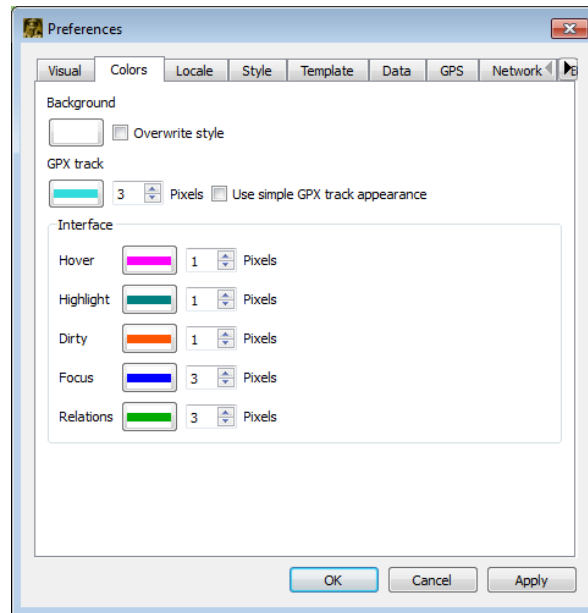 Preferences
Visual Colors Locale Style Template Data GPS Network
Background
Overwrite style
GPX track
3 Pixels Use simple GPX track appearance
Interface
Hover 1 Pixels
Highlight 1 Pixels
Dirty 1 Pixels
Focus 3 Pixels
Relations 3 Pixels
OK Cancel Apply